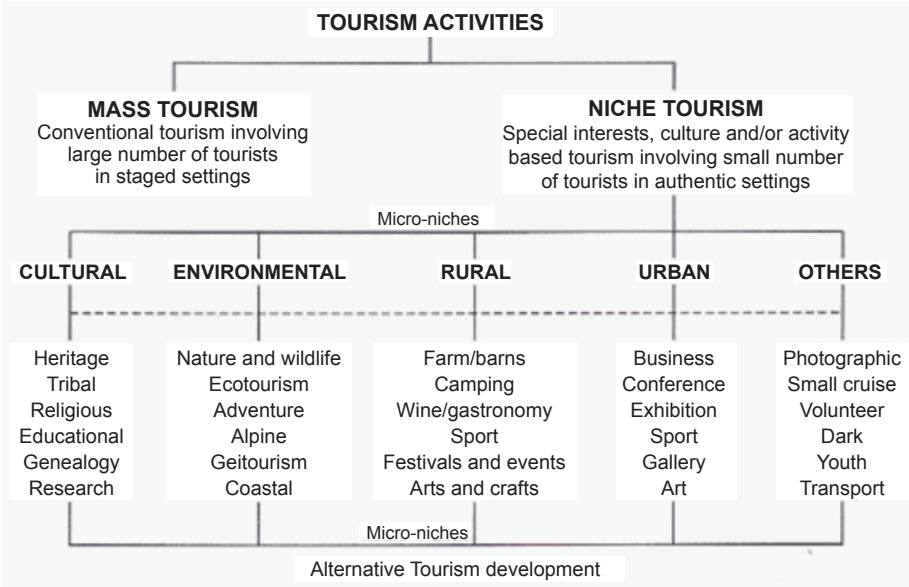 TOURISM ACTIVITIES
MASS TOURISM
Conventional tourism involving
large number of tourists
in staged settings
NICHE TOURISM
Special interests, culture and/or activity
based tourism involving small number
of tourists in authentic settings
Micro-niches
CULTURAL
ENVIRONMENTAL
RURAL
URBAN
OTHERS
Heritage
Tribal
Religious
Educational
Genealogy
Research
Nature and wildlife
Ecotourism
Adventure
Alpine
Geitourism
Coastal
Farm/barns
Camping
Wine/gastronomy
Sport
Festivals and events
Arts and crafts
Business
Conference
Exhibition
Sport
Gallery
Art
Photographic
Small cruise
Volunteer
Dark
Youth
Transport
Micro-niches
Alternative Tourism development